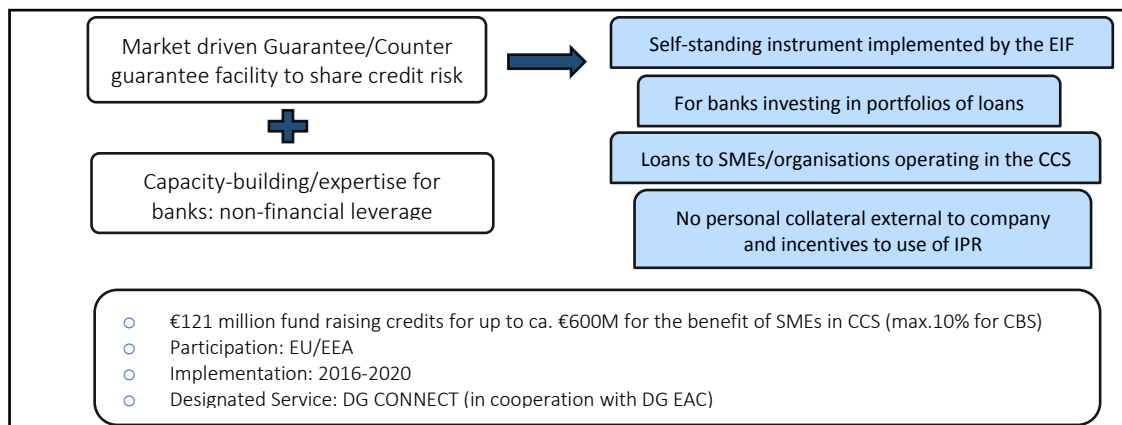 Market driven Guarantee/Counter
guarantee facility to share credit risk
Capacity-building/expertise for
banks: non-financial leverage
Self-standing instrument implemented by the EIF
For banks investing in portfolios of loans
Loans to SMEs/organisations operating in the CCS
No personal collateral external to company
and incentives to use of IPR
€121 million fund raising credits for up to ca. €600M for the benefit of SMEs in CCS (max.10% for CBS)
Participation: EU/EEA
Implementation: 2016-2020
Designated Service: DG CONNECT (in cooperation with DG EAC)